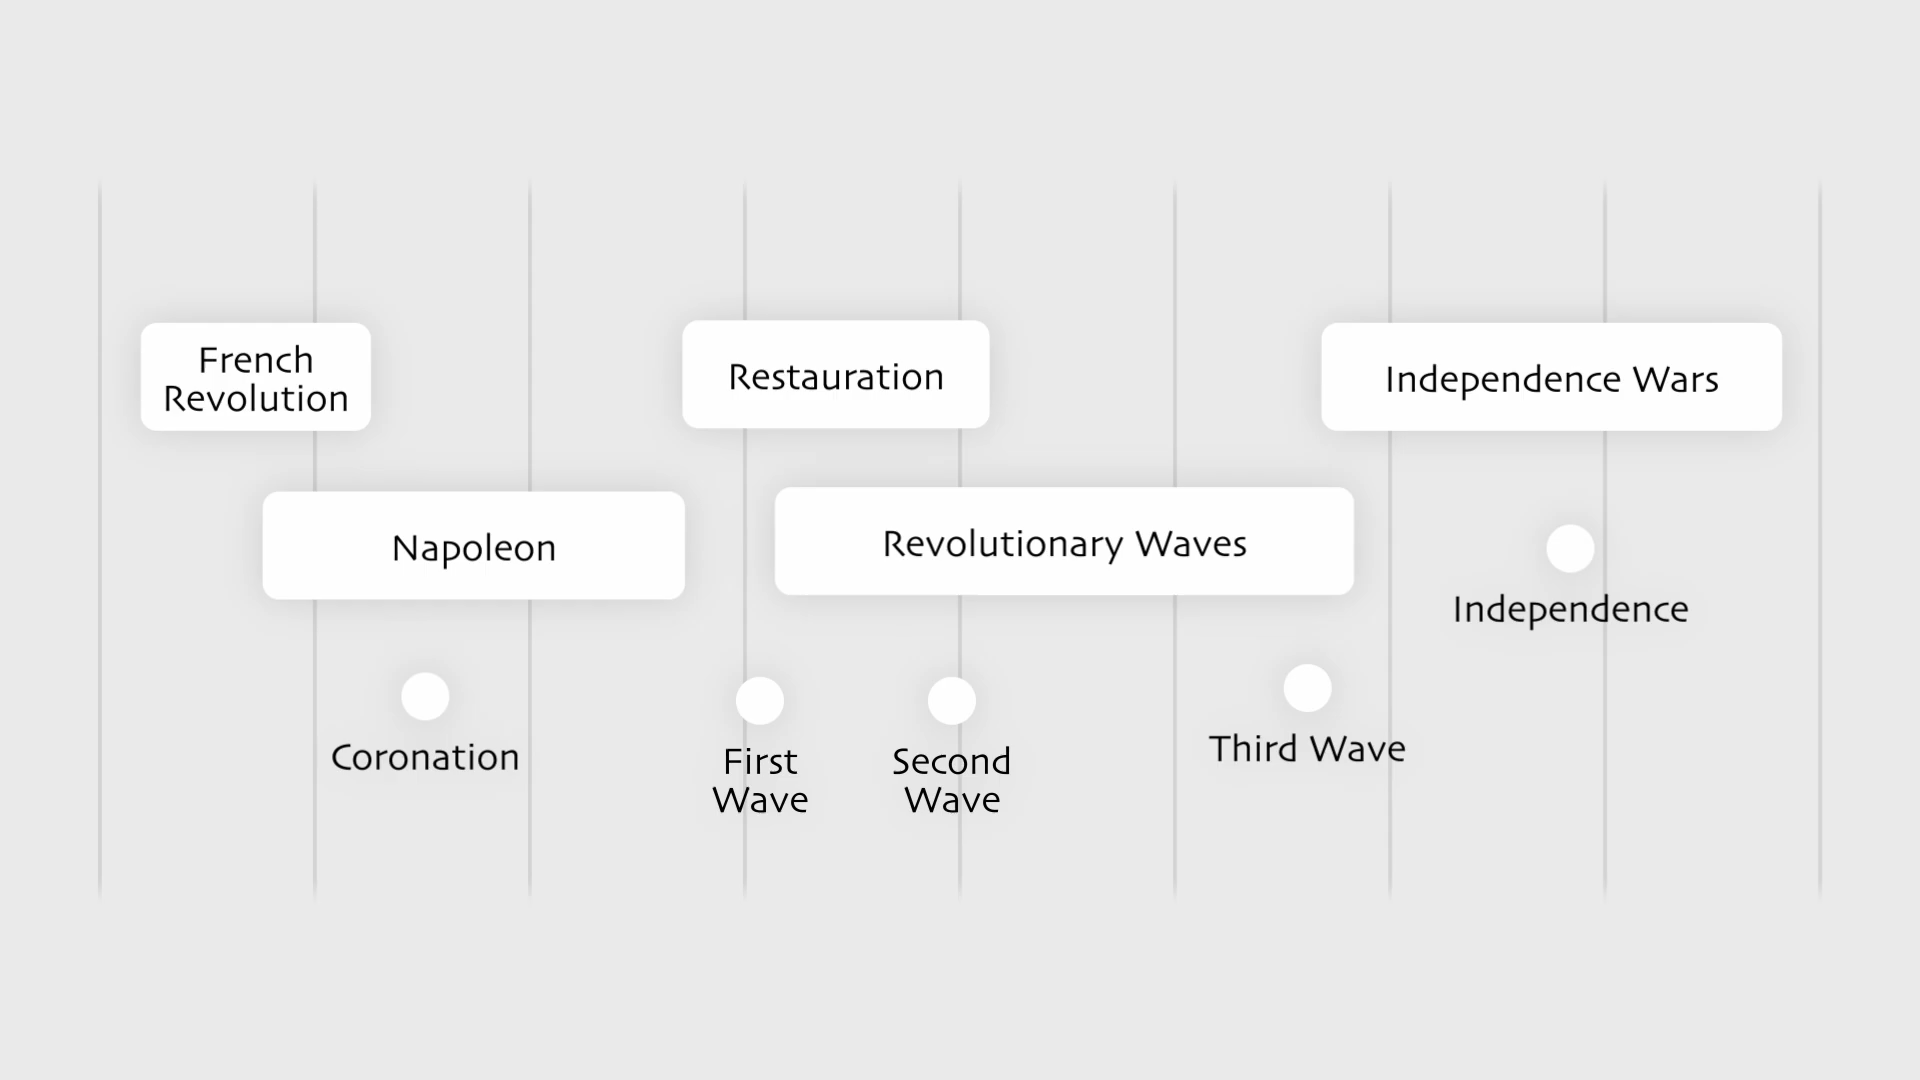 French
Revolution
Restauration
Independence Wars
Napoleon
Revolutionary Waves
Independence
Coronation
First
Wave
Second
Wave
Third Wave